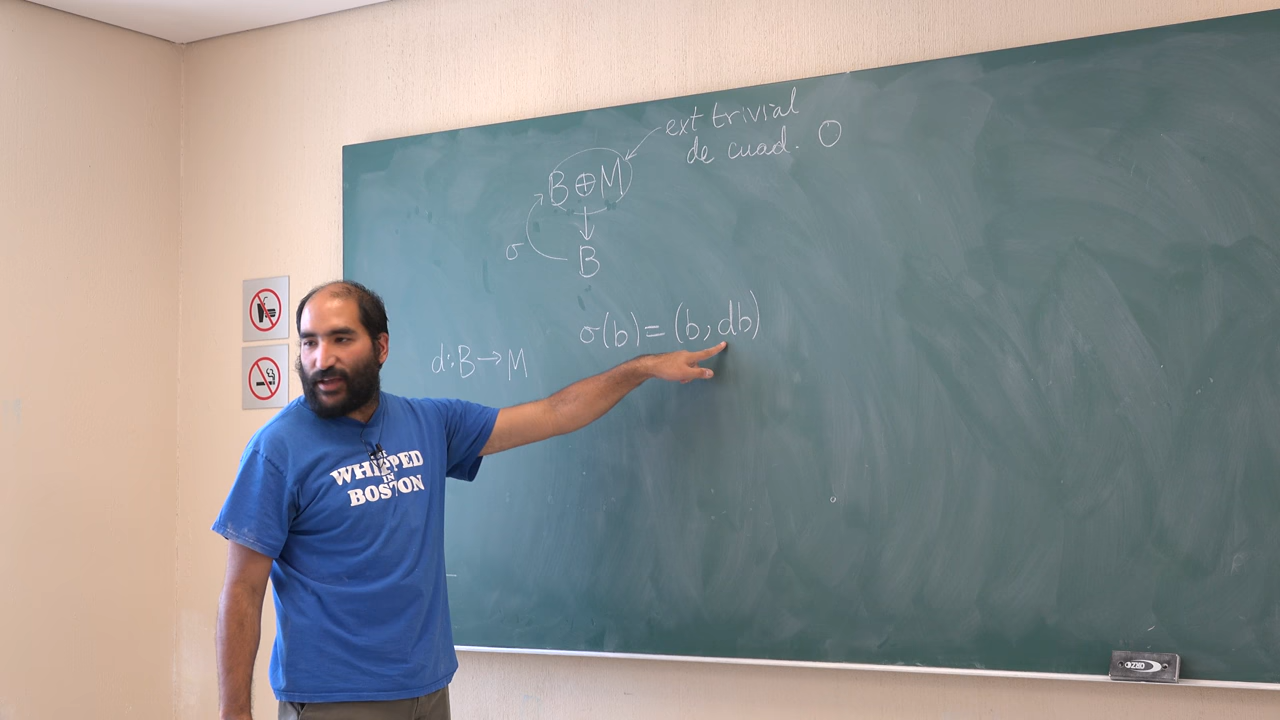 ext trivial
de cuad. 0
B ⊕ M
σ
B
σ(b) = (b, db)
d: B → M
WHIPPED
IN
BOSTON